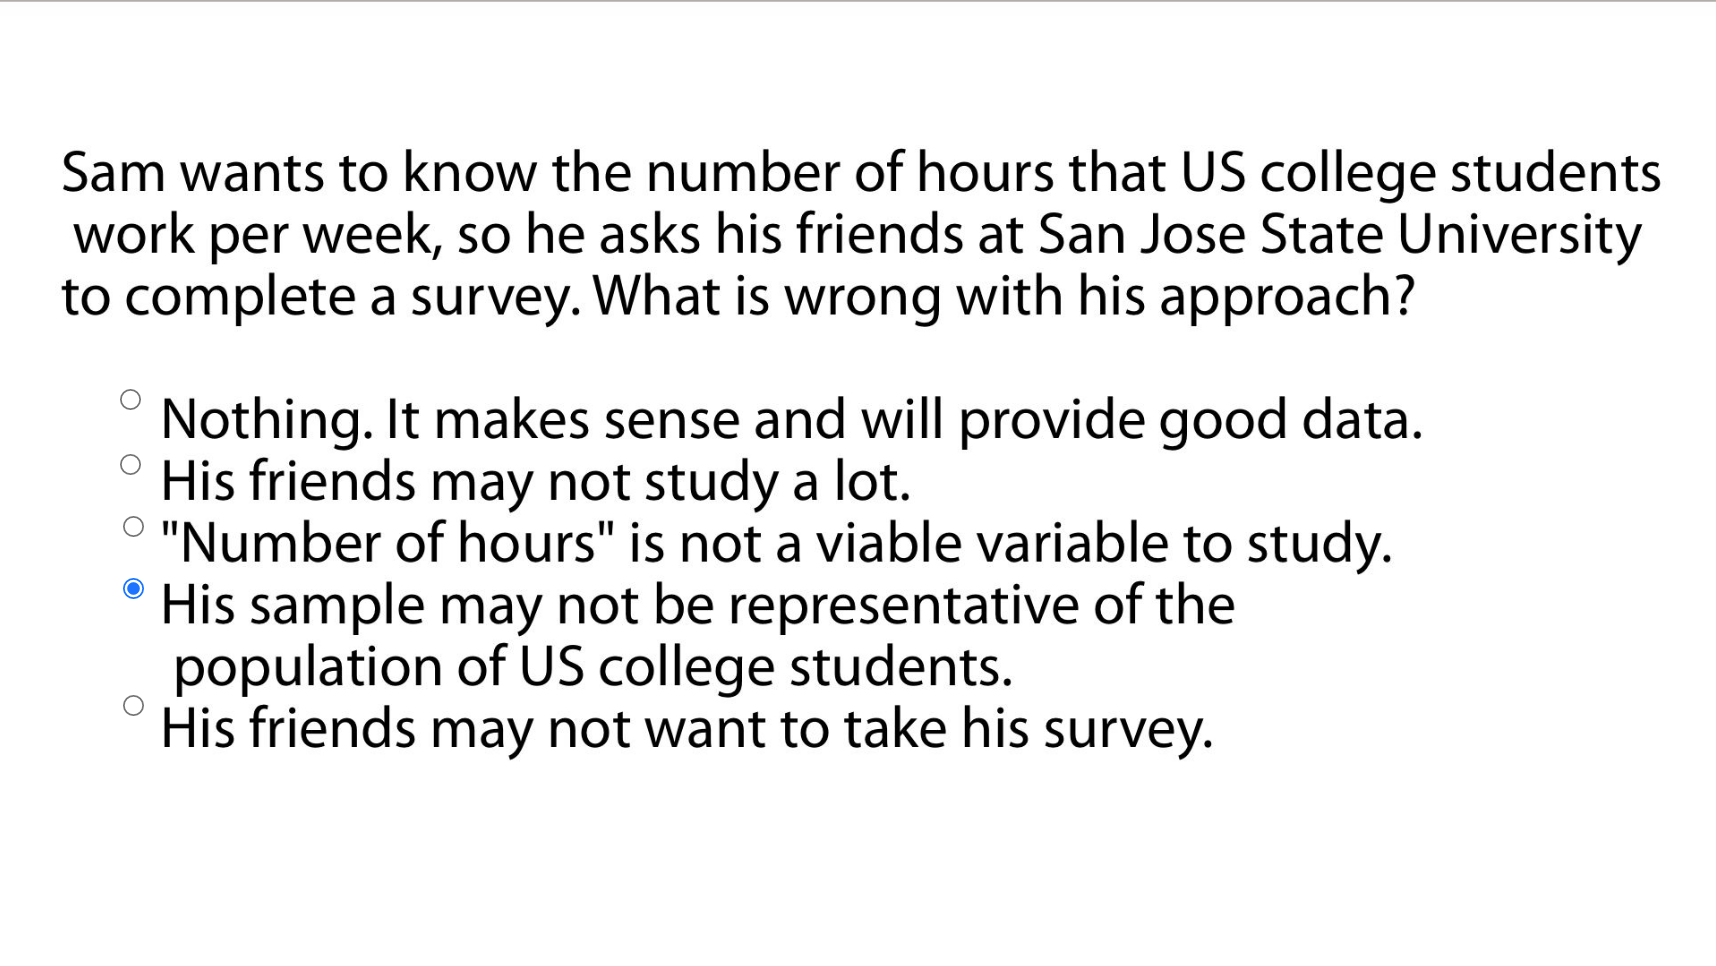 Sam wants to know the number of hours that US college students
work per week, so he asks his friends at San Jose State University
to complete a survey. What is wrong with his approach?
Nothing. It makes sense and will provide good data.
His friends may not study a lot.
"Number of hours" is not a viable variable to study.
His sample may not be representative of the
population of US college students.
His friends may not want to take his survey.